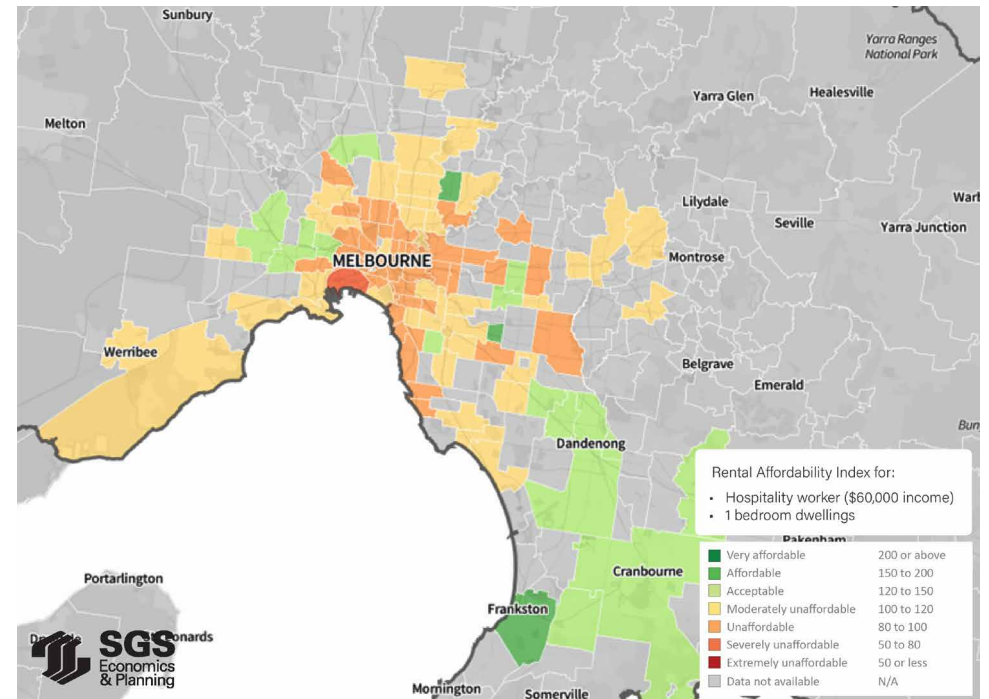 Sunbury
Yarra Ranges
National Park
Yarra Glen
Healesville
Melton
Lilydale
Seville
Yarra Junction
MELBOURNE
Montrose
Werribee
Belgrave
Emerald
Bun
Dandenong
Rental Affordability Index for:
• Hospitality worker ($60,000 income)
• 1 bedroom dwellings
Pakenham
Very affordable 200 or above
Affordable 150 to 200
Acceptable 120 to 150
Moderately unaffordable 100 to 120
Unaffordable 80 to 100
Severely unaffordable 50 to 80
Extremely unaffordable 50 or less
Data not available N/A
Cranbourne
Portarlington
Frankston
onards
SGS
Economics
& Planning
Mornington
Somerville